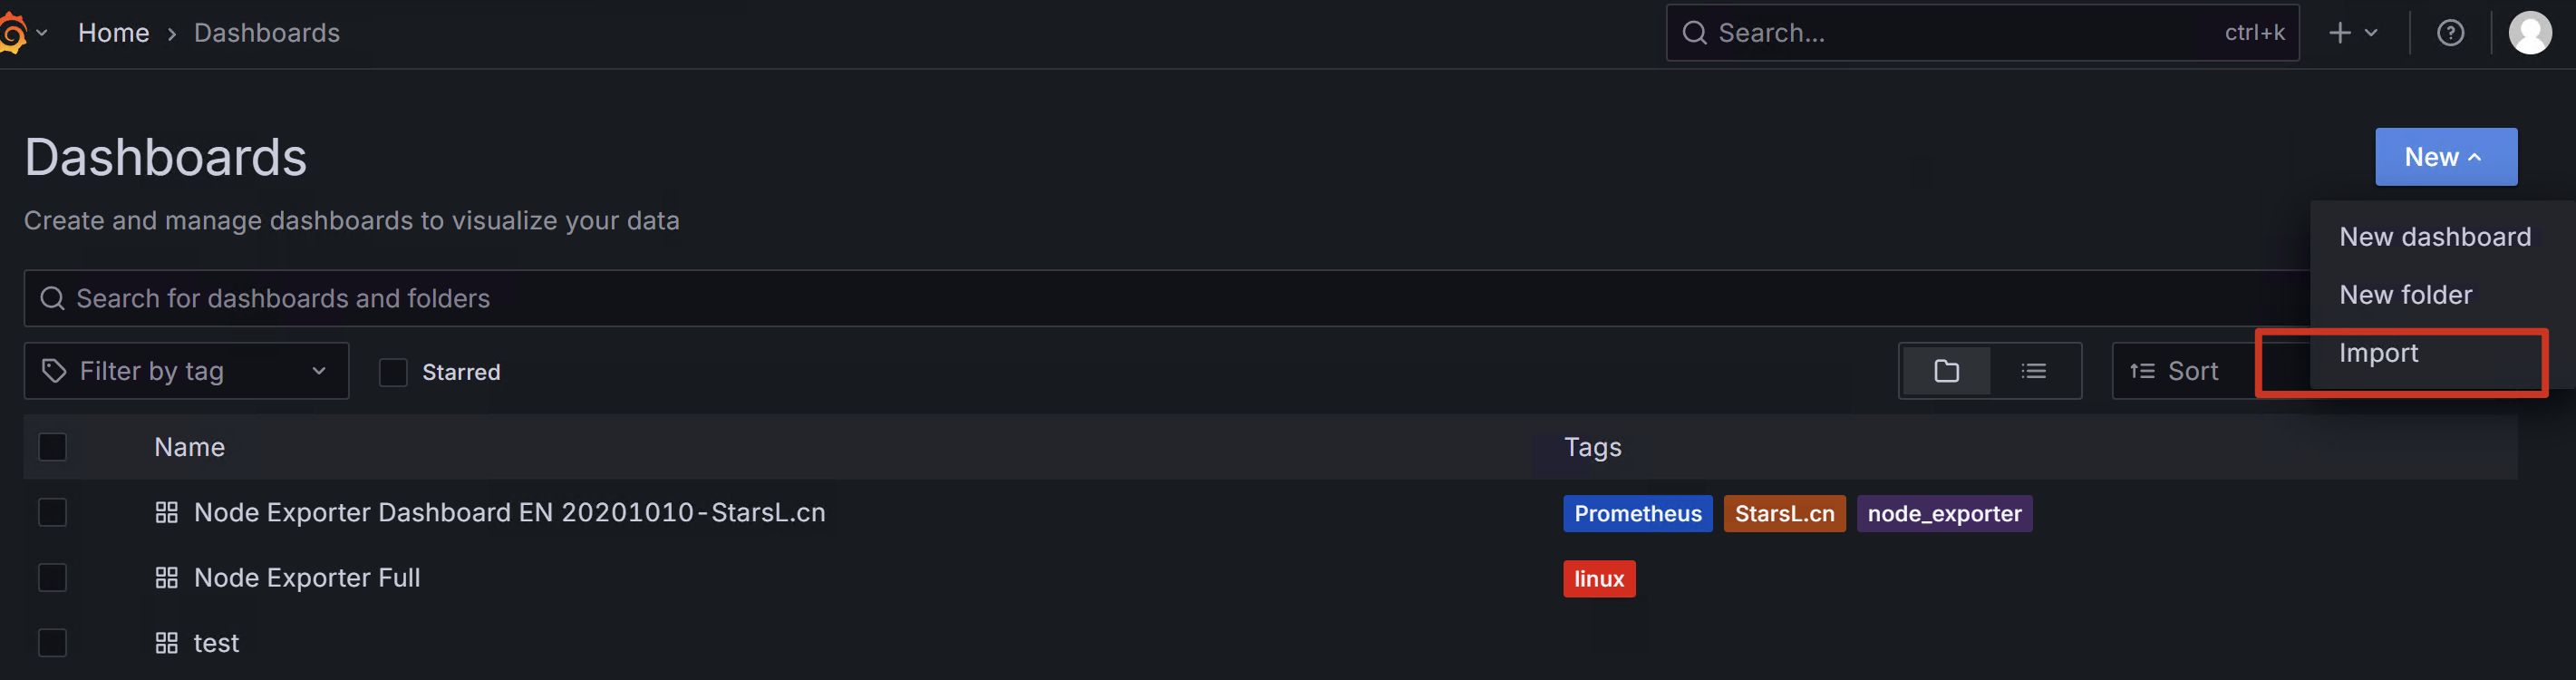 Home › Dashboards
Search... ctrl+k
Dashboards
New
Create and manage dashboards to visualize your data
New dashboard
New folder
Import
Search for dashboards and folders
Filter by tag
Starred
Sort
Name Tags
Node Exporter Dashboard EN 20201010-StarsL.cn Prometheus StarsL.cn node_exporter
Node Exporter Full linux
test